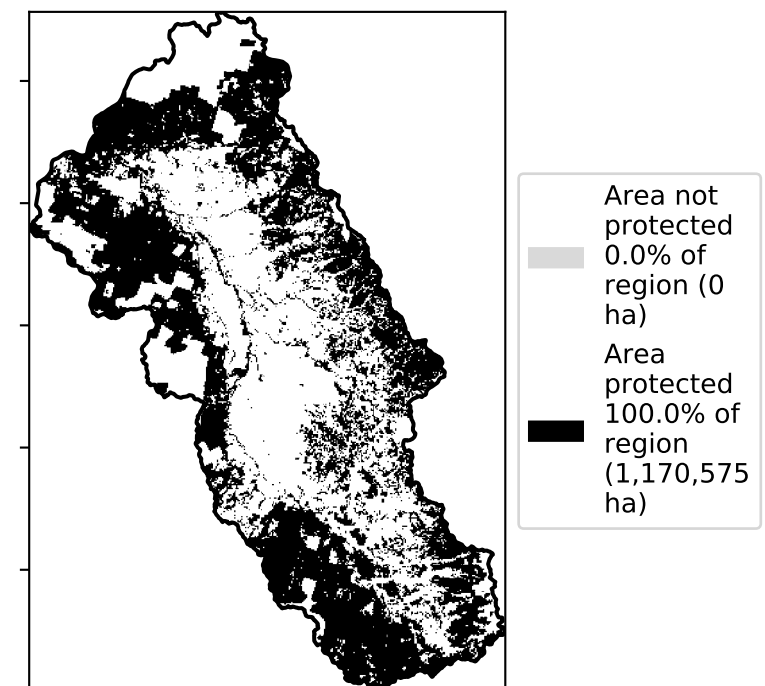 Area not
protected
0.0% of
region (0
ha)
Area
protected
100.0% of
region
(1,170,575
ha)